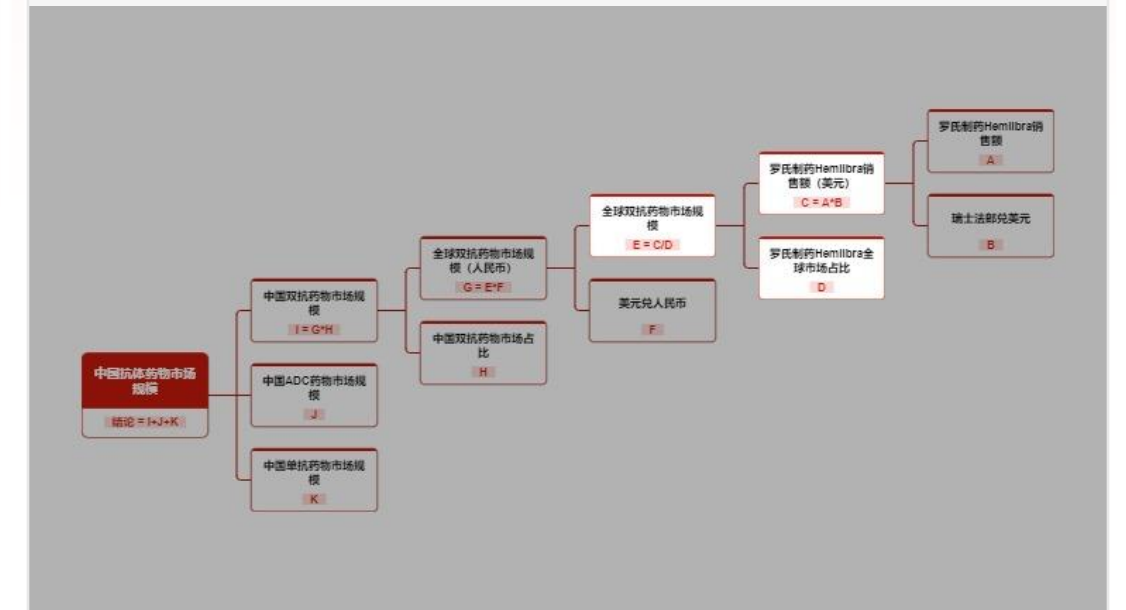 罗氏制药Hemlibra销
售额
A
罗氏制药Hemlibra销
售额（美元）
C = A*B
瑞士法郎兑美元
B
全球双抗药物市场规
模
E = C/D
罗氏制药Hemlibra全
球市场占比
D
全球双抗药物市场规
模（人民币）
G = E*F
美元兑人民币
F
中国双抗药物市场规
模
I = G*H
中国双抗药物市场占
比
H
中国抗体药物市场
规模
结论 = I+J+K
中国ADC药物市场规
模
J
中国单抗药物市场规
模
K